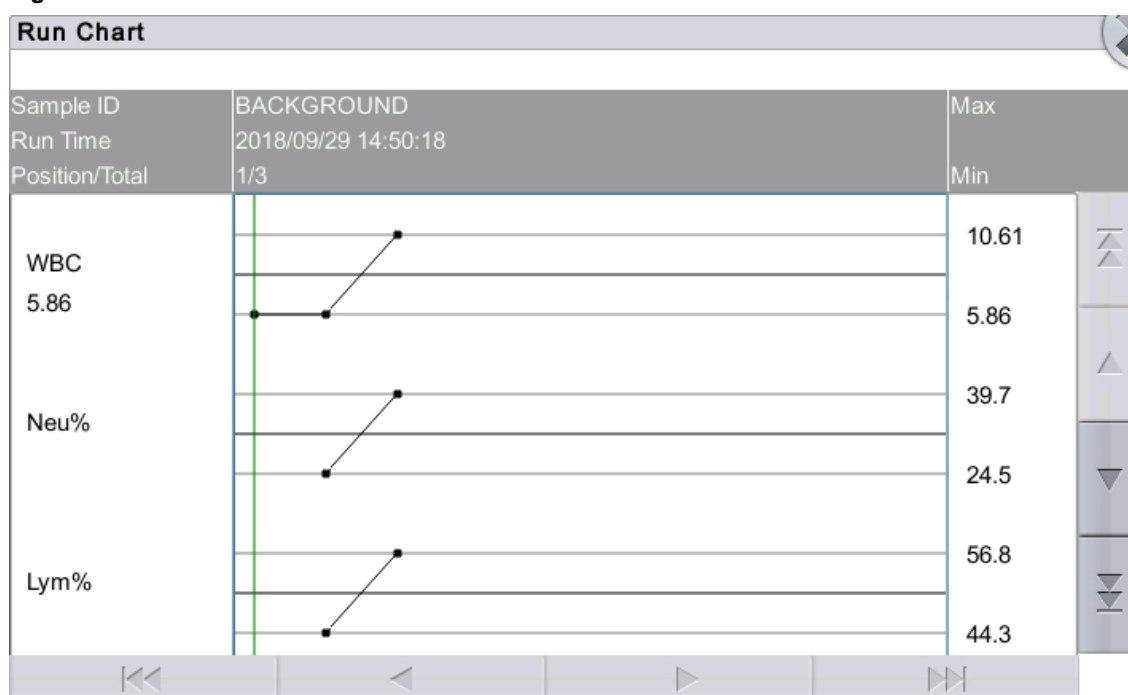 Run Chart
Sample ID BACKGROUND Max
Run Time 2018/09/29 14:50:18
Position/Total 1/3 Min
10.61
WBC
5.86 5.86
39.7
Neu%
24.5
56.8
Lym%
44.3